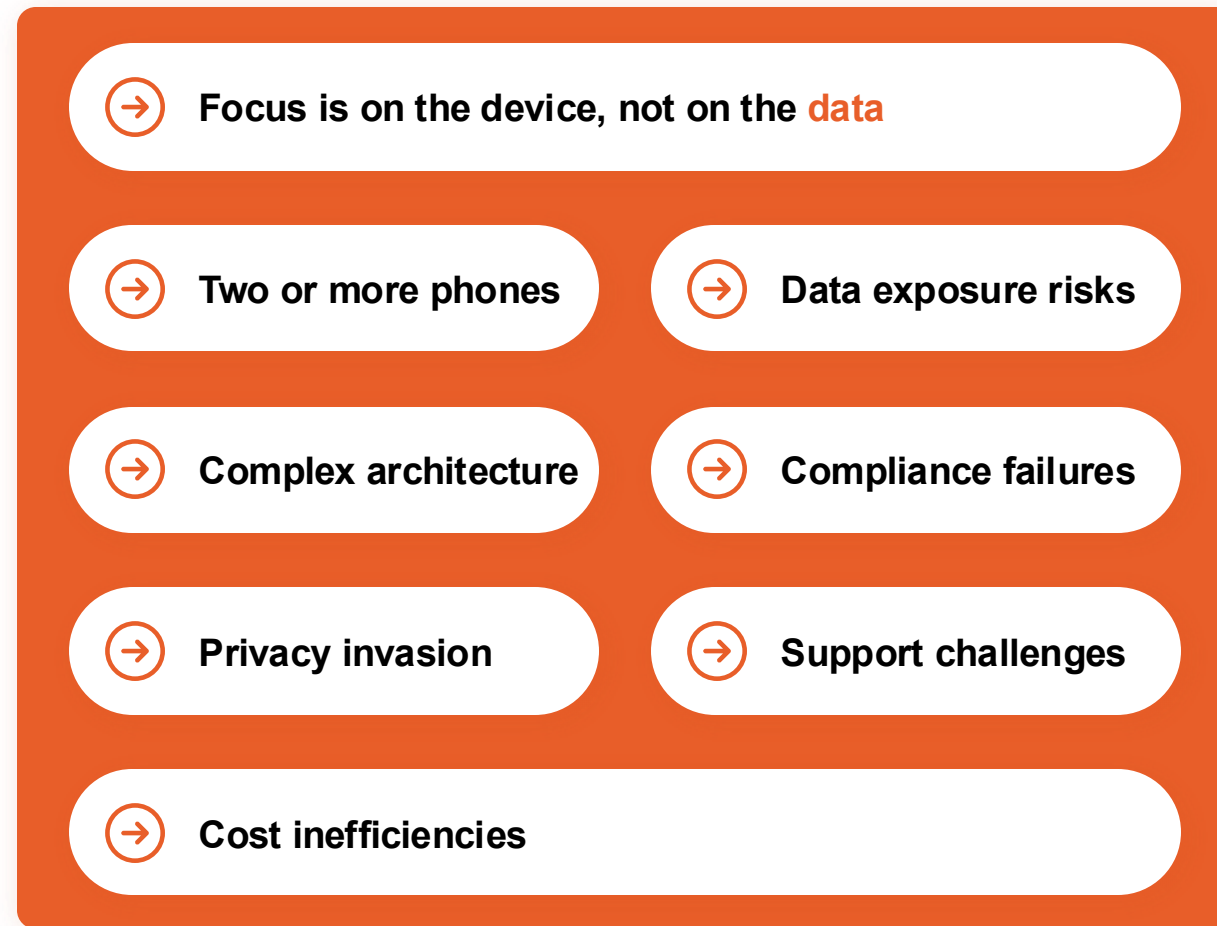 Focus is on the device, not on the data
Two or more phones
Data exposure risks
Complex architecture
Compliance failures
Privacy invasion
Support challenges
Cost inefficiencies